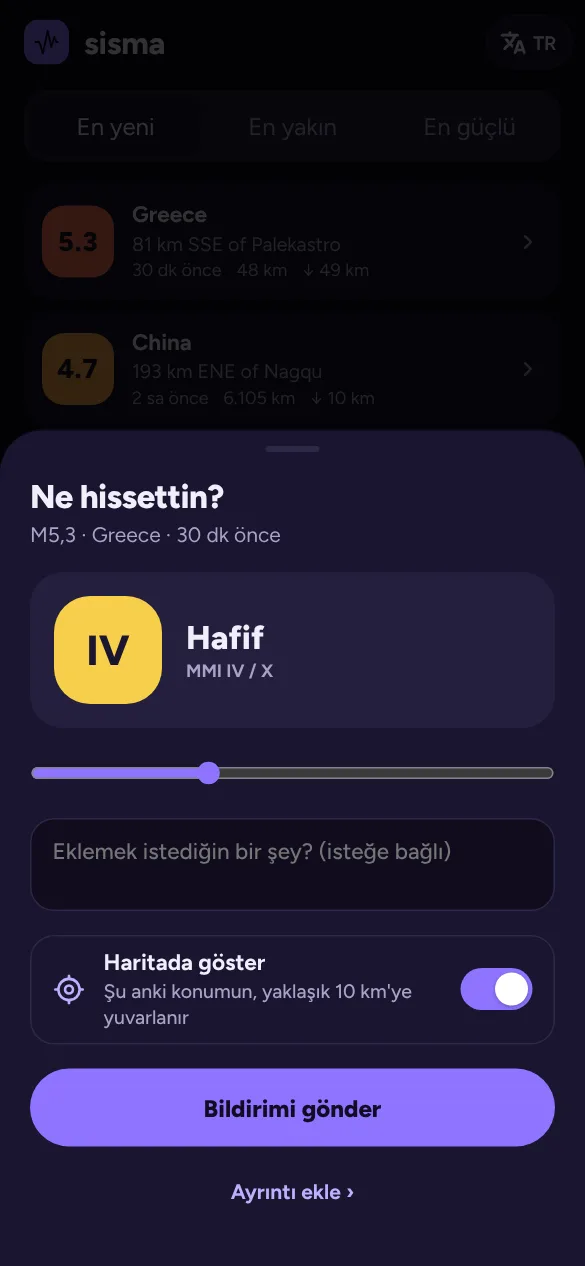 sisma
TR
En yeni
En yakın
En güçlü
5.3
Greece
81 km SSE of Palekastro
30 dk önce 48 km ↓ 49 km
4.7
China
193 km ENE of Nagqu
2 sa önce 6.105 km ↓ 10 km
Ne hissettin?
M5,3 · Greece · 30 dk önce
IV
Hafif
MMI IV / X
Eklemek istediğin bir şey? (isteğe bağlı)
Haritada göster
Şu anki konumun, yaklaşık 10 km'ye
yuvarlanır
Bildirimi gönder
Ayrıntı ekle ›